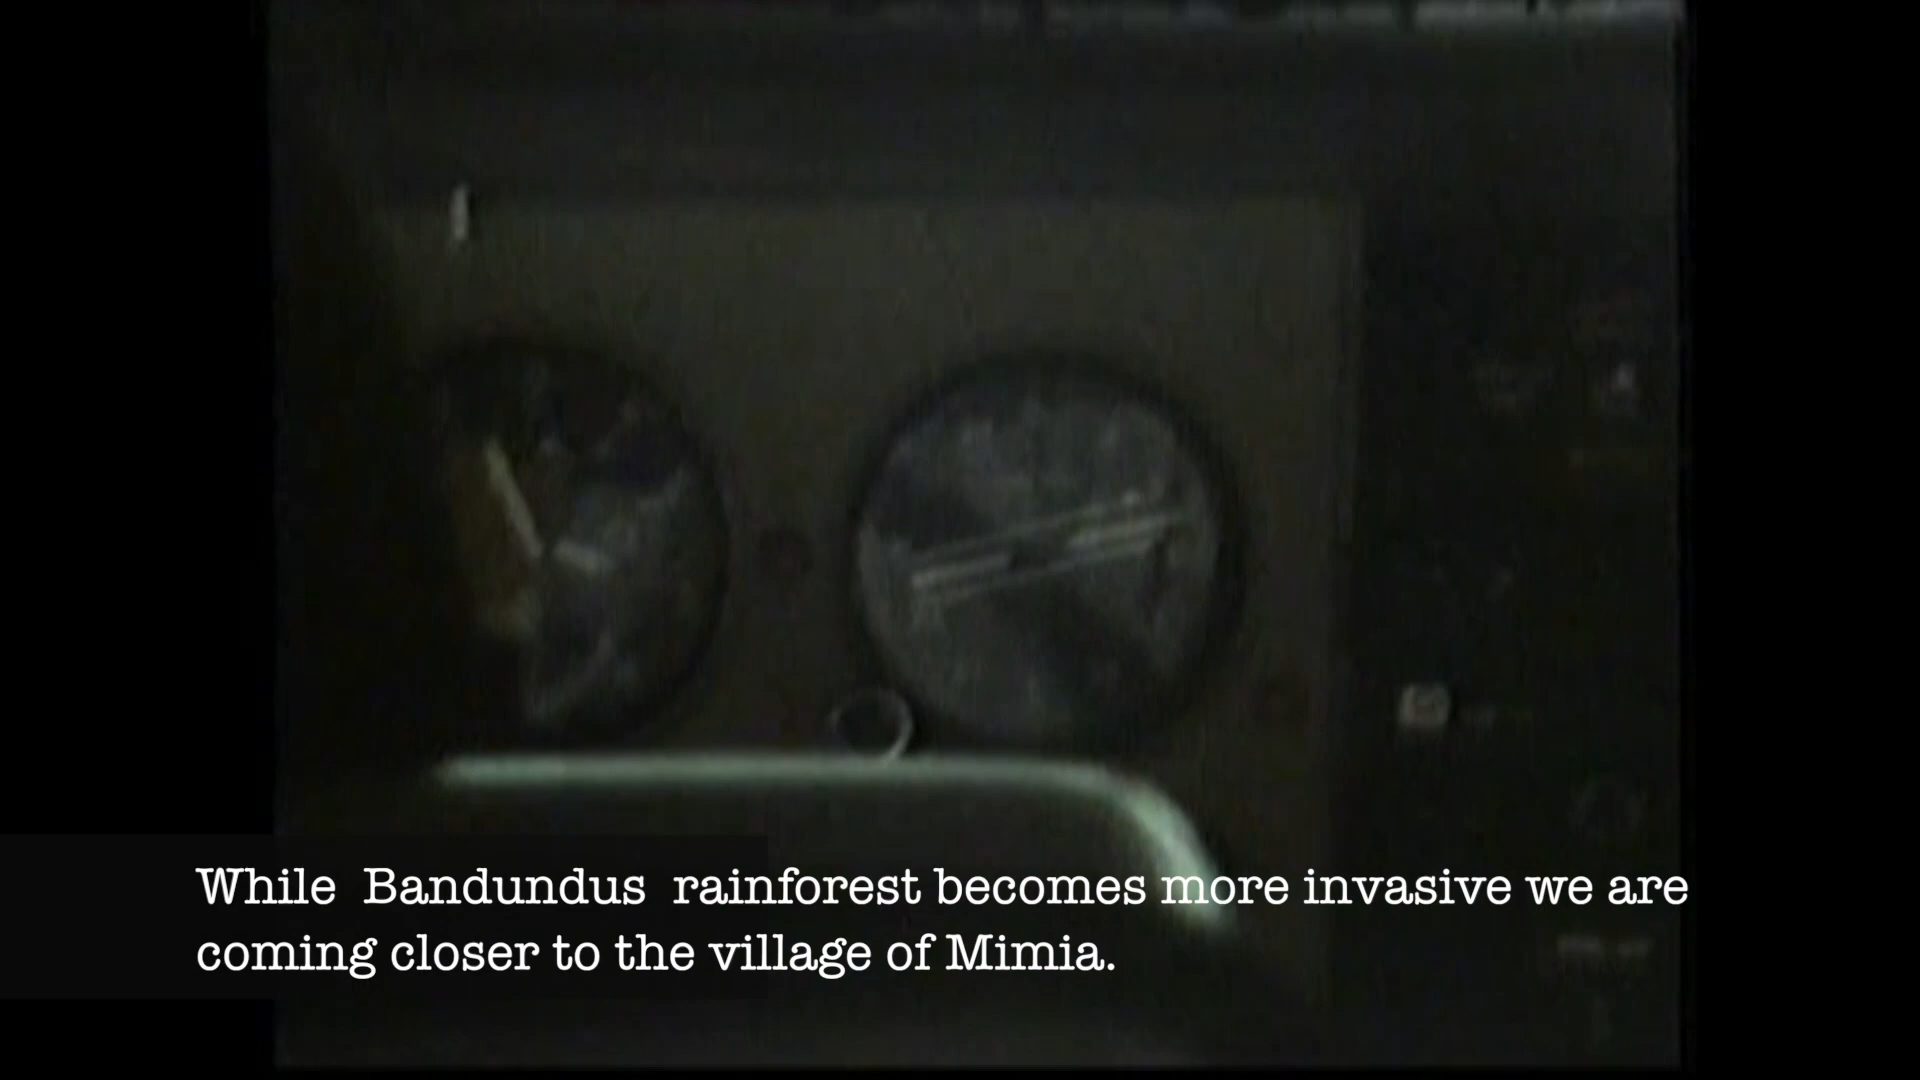 While Bandundus rainforest becomes more invasive we are
coming closer to the village of Mimia.